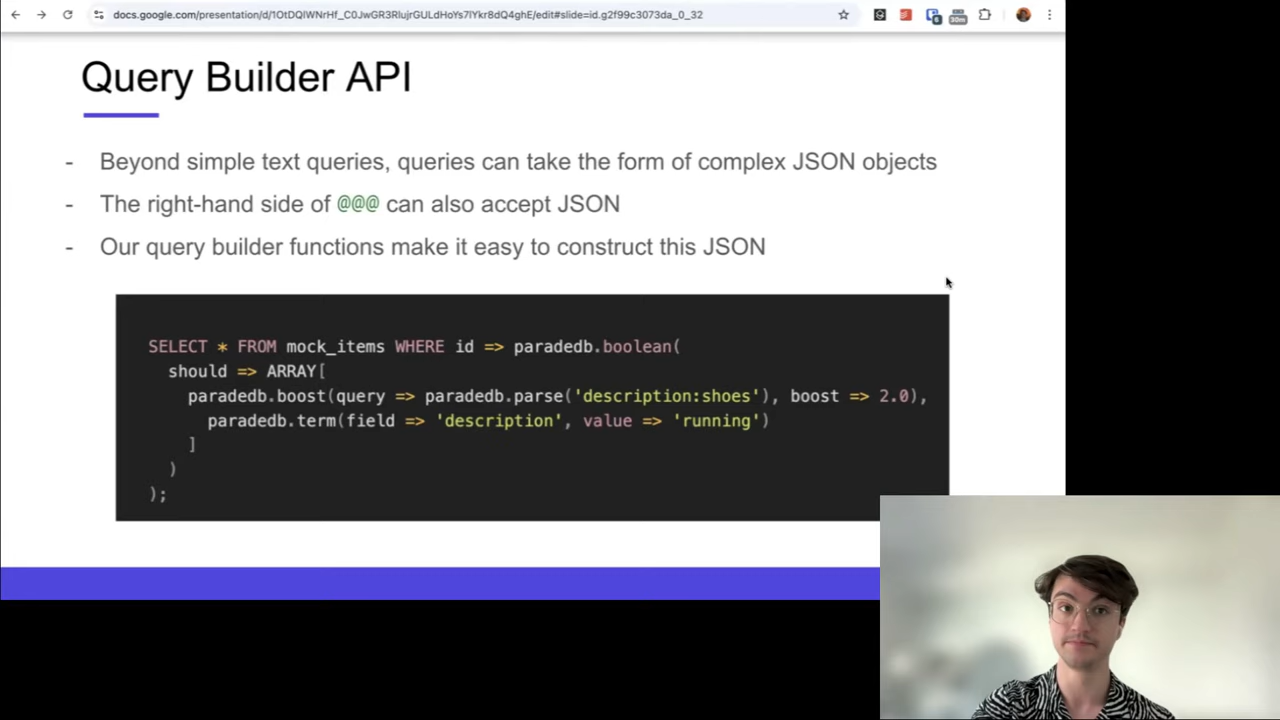 docs.google.com/presentation/d/1OtDQIWNrHf_C0JwGR3RlujrGULdHoYs7lYkr8dQ4ghE/edit#slide=id.g2f99c3073da_0_32
6
30m
Query Builder API
- Beyond simple text queries, queries can take the form of complex JSON objects
- The right-hand side of @@@ can also accept JSON
- Our query builder functions make it easy to construct this JSON
SELECT * FROM mock_items WHERE id => paradedb.boolean(
should => ARRAY[
paradedb.boost(query => paradedb.parse('description:shoes'), boost => 2.0),
paradedb.term(field => 'description', value => 'running')
]
)
);